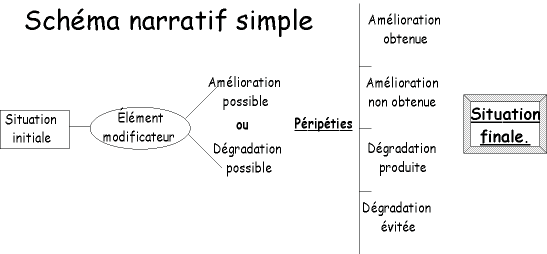 Schéma narratif simple
Situation
initiale
Élément
modificateur
Amélioration
possible
ou
Dégradation
possible
Péripéties
Amélioration
obtenue
Amélioration
non obtenue
Dégradation
produite
Dégradation
évitée
Situation
finale.